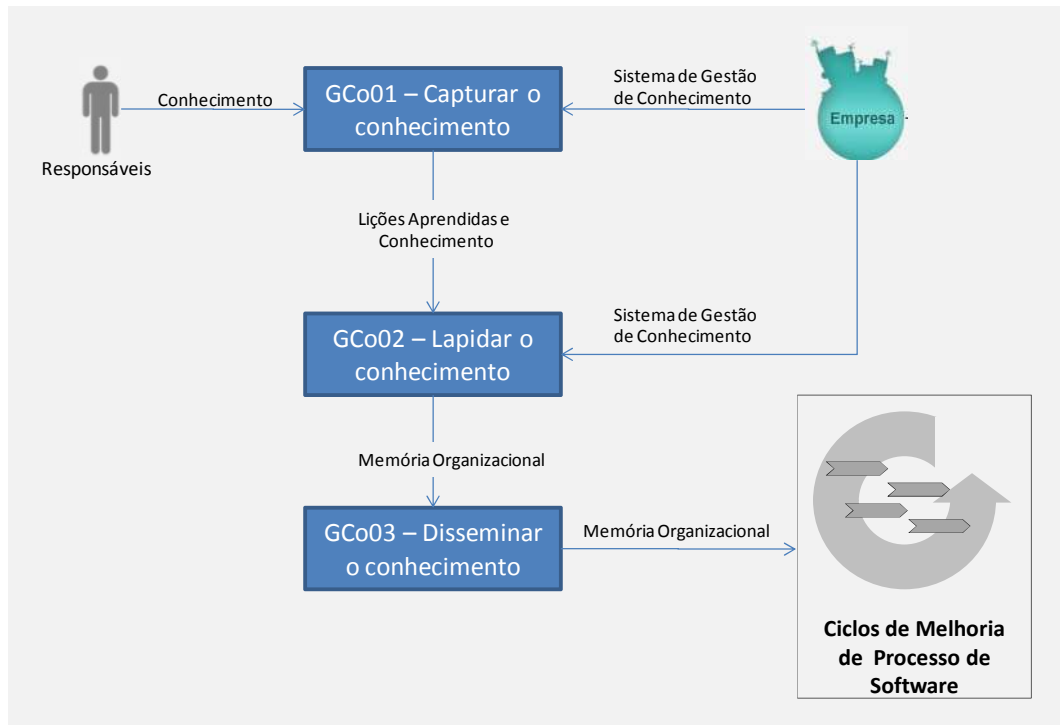 Conhecimento
Responsáveis
GCo01 – Capturar o
conhecimento
Sistema de Gestão
de Conhecimento
Empresa
Lições Aprendidas e
Conhecimento
GCo02 – Lapidar o
conhecimento
Sistema de Gestão
de Conhecimento
Memória Organizacional
GCo03 – Disseminar
o conhecimento
Memória Organizacional
Ciclos de Melhoria
de Processo de
Software